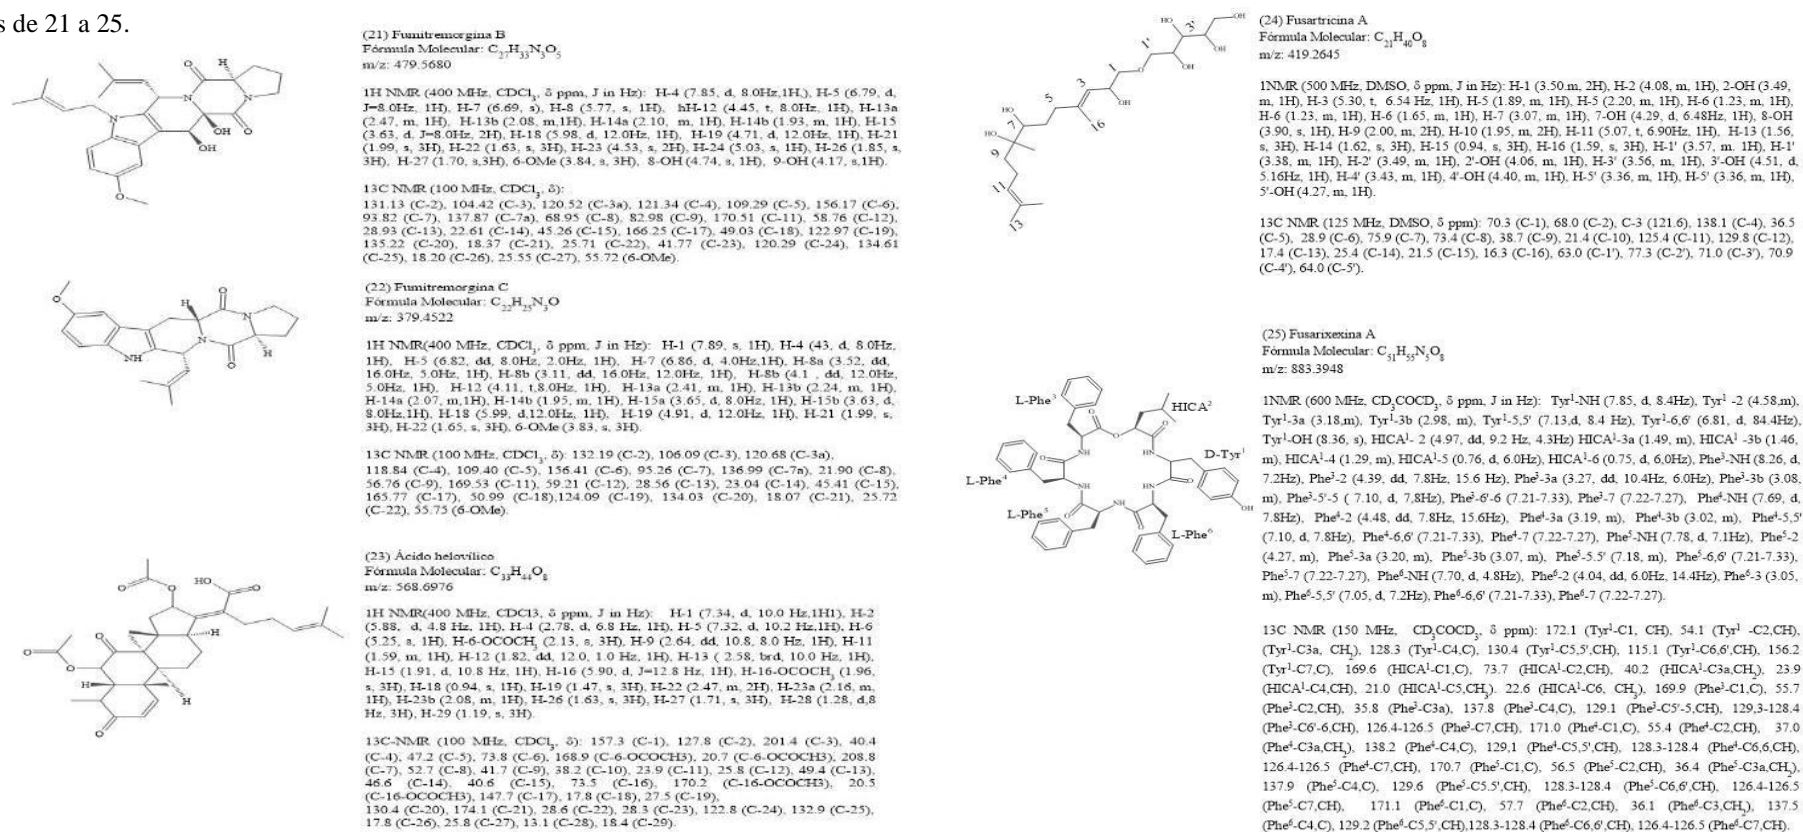 s de 21 a 25.
(21) Fumitremorgina B
Fórmula Molecular: C27H33N3O5
m/z: 479.5680
1H NMR (400 MHz, CDCl3, δ ppm, J in Hz): H-4 (7.85, d, 8.0Hz,1H,), H-5 (6.79, d,
J=8.0Hz, 1H), H-7 (6.69, s), H-8 (5.77, s, 1H), hH-12 (4.45, t, 8.0Hz, 1H), H-13a
(2.47, m, 1H), H-13b (2.08, m,1H), H-14a (2.10, m, 1H), H-14b (1.93, m, 1H), H-15
(3.63, d, J=8.0Hz, 2H), H-18 (5.98, d, 12.0Hz, 1H), H-19 (4.71, d, 12.0Hz, 1H), H-21
(1.99, s, 3H), H-22 (1.63, s, 3H), H-23 (4.53, s, 2H), H-24 (5.03, s, 1H), H-26 (1.85, s,
3H), H-27 (1.70, s,3H), 6-OMe (3.84, s, 3H), 8-OH (4.74, s, 1H), 9-OH (4.17, s,1H).
13C NMR (100 MHz, CDCl3, δ):
131.13 (C-2), 104.42 (C-3), 120.52 (C-3a), 121.34 (C-4), 109.29 (C-5), 156.17 (C-6),
93.82 (C-7), 137.87 (C-7a), 68.95 (C-8), 82.98 (C-9), 170.51 (C-11), 58.76 (C-12),
28.93 (C-13), 22.61 (C-14), 45.26 (C-15), 166.25 (C-17), 49.03 (C-18), 122.97 (C-19),
135.22 (C-20), 18.37 (C-21), 25.71 (C-22), 41.77 (C-23), 120.29 (C-24), 134.61
(C-25), 18.20 (C-26), 25.55 (C-27), 55.72 (6-OMe).
(22) Fumitremorgina C
Fórmula Molecular: C22H25N3O
m/z: 379.4522
1H NMR(400 MHz, CDCl3, δ ppm, J in Hz): H-1 (7.89, s, 1H), H-4 (43, d, 8.0Hz,
1H), H-5 (6.82, dd, 8.0Hz, 2.0Hz, 1H), H-7 (6.86, d, 4.0Hz,1H), H-8a (3.52, dd,
16.0Hz, 5.0Hz, 1H), H-8b (3.11, dd, 16.0Hz, 12.0Hz, 1H), H-8b (4.1 , dd, 12.0Hz,
5.0Hz, 1H), H-12 (4.11, t,8.0Hz, 1H), H-13a (2.41, m, 1H), H-13b (2.24, m, 1H),
H-14a (2.07, m,1H), H-14b (1.95, m, 1H), H-15a (3.65, d, 8.0Hz, 1H), H-15b (3.63, d,
8.0Hz,1H), H-18 (5.99, d,12.0Hz, 1H), H-19 (4.91, d, 12.0Hz, 1H), H-21 (1.99, s,
3H), H-22 (1.65, s, 3H), 6-OMe (3.83, s, 3H).
13C NMR (100 MHz, CDCl3, δ): 132.19 (C-2), 106.09 (C-3), 120.68 (C-3a),
118.84 (C-4), 109.40 (C-5), 156.41 (C-6), 95.26 (C-7), 136.99 (C-7a), 21.90 (C-8),
56.76 (C-9), 169.53 (C-11), 59.21 (C-12), 28.56 (C-13), 23.04 (C-14), 45.41 (C-15),
165.77 (C-17), 50.99 (C-18),124.09 (C-19), 134.03 (C-20), 18.07 (C-21), 25.72
(C-22), 55.75 (6-OMe).
(23) Ácido helovílico
Fórmula Molecular: C33H44O8
m/z: 568.6976
1H NMR(400 MHz, CDCl3, δ ppm, J in Hz): H-1 (7.34, d, 10.0 Hz,1H1), H-2
(5.88, d, 4.8 Hz, 1H), H-4 (2.78, d, 6.8 Hz, 1H), H-5 (7.32, d, 10.2 Hz,1H), H-6
(5.25, s, 1H), H-6-OCOCH3 (2.13, s, 3H), H-9 (2.64, dd, 10.8, 8.0 Hz, 1H), H-11
(1.59, m, 1H), H-12 (1.82, dd, 12.0, 1.0 Hz, 1H), H-13 ( 2.58, brd, 10.0 Hz, 1H),
H-15 (1.91, d, 10.8 Hz, 1H), H-16 (5.90, d, J=12.8 Hz, 1H), H-16-OCOCH3 (1.96,
s, 3H), H-18 (0.94, s, 1H), H-19 (1.47, s, 3H), H-22 (2.47, m, 2H), H-23a (2.16, m,
1H), H-23b (2.08, m, 1H), H-26 (1.63, s, 3H), H-27 (1.71, s, 3H), H-28 (1.28, d,8
Hz, 3H), H-29 (1.19, s, 3H).
13C-NMR (100 MHz, CDCl3, δ): 157.3 (C-1), 127.8 (C-2), 201.4 (C-3), 40.4
(C-4), 47.2 (C-5), 73.8 (C-6), 168.9 (C-6-OCOCH3), 20.7 (C-6-OCOCH3), 208.8
(C-7), 52.7 (C-8), 41.7 (C-9), 38.2 (C-10), 23.9 (C-11), 25.8 (C-12), 49.4 (C-13),
46.6 (C-14), 40.6 (C-15), 73.5 (C-16), 170.2 (C-16-OCOCH3), 20.5
(C-16-OCOCH3), 147.7 (C-17), 17.8 (C-18), 27.5 (C-19),
130.4 (C-20), 174.1 (C-21), 28.6 (C-22), 28.3 (C-23), 122.8 (C-24), 132.9 (C-25),
17.8 (C-26), 25.8 (C-27), 13.1 (C-28), 18.4 (C-29).
(24) Fusartricina A
Fórmula Molecular: C21H40O8
m/z: 419.2645
1NMR (500 MHz, DMSO, δ ppm, J in Hz): H-1 (3.50.m, 2H), H-2 (4.08, m, 1H), 2-OH (3.49,
m, 1H), H-3 (5.30, t, 6.54 Hz, 1H), H-5 (1.89, m, 1H), H-5 (2.20, m, 1H), H-6 (1.23, m, 1H),
H-6 (1.23, m, 1H), H-6 (1.65, m, 1H), H-7 (3.07, m, 1H), 7-OH (4.29, d, 6.48Hz, 1H), 8-OH
(3.90, s, 1H), H-9 (2.00, m, 2H), H-10 (1.95, m, 2H), H-11 (5.07, t, 6.90Hz, 1H), H-13 (1.56,
s, 3H), H-14 (1.62, s, 3H), H-15 (0.94, s, 3H), H-16 (1.59, s, 3H), H-1' (3.57, m. 1H), H-1'
(3.38, m, 1H), H-2' (3.49, m, 1H), 2'-OH (4.06, m, 1H), H-3' (3.56, m, 1H), 3'-OH (4.51, d,
5.16Hz, 1H), H-4' (3.43, m, 1H), 4'-OH (4.40, m, 1H), H-5' (3.36, m, 1H), H-5' (3.36, m, 1H),
5'-OH (4.27, m, 1H).
13C NMR (125 MHz, DMSO, δ ppm): 70.3 (C-1), 68.0 (C-2), C-3 (121.6), 138.1 (C-4), 36.5
(C-5), 28.9 (C-6), 75.9 (C-7), 73.4 (C-8), 38.7 (C-9), 21.4 (C-10), 125.4 (C-11), 129.8 (C-12),
17.4 (C-13), 25.4 (C-14), 21.5 (C-15), 16.3 (C-16), 63.0 (C-1'), 77.3 (C-2'), 71.0 (C-3'), 70.9
(C-4'), 64.0 (C-5').
(25) Fusarixexina A
Fórmula Molecular: C51H55N5O8
m/z: 883.3948
1NMR (600 MHz, CD3COCD3, δ ppm, J in Hz): Tyr1-NH (7.85, d, 8.4Hz), Tyr1 -2 (4.58,m),
Tyr1-3a (3.18,m), Tyr1-3b (2.98, m), Tyr1-5,5' (7.13,d, 8.4 Hz), Tyr1-6,6' (6.81, d, 84.4Hz),
Tyr1-OH (8.36, s), HICA1- 2 (4.97, dd, 9.2 Hz, 4.3Hz) HICA1-3a (1.49, m), HICA1 -3b (1.46,
m), HICA1-4 (1.29, m), HICA1-5 (0.76, d, 6.0Hz), HICA1-6 (0.75, d, 6,0Hz), Phe3-NH (8.26, d,
7.2Hz), Phe3-2 (4.39, dd, 7.8Hz, 15.6 Hz), Phe3-3a (3.27, dd, 10.4Hz, 6.0Hz), Phe3-3b (3.08,
m), Phe3-5'-5 ( 7.10, d, 7,8Hz), Phe3-6'-6 (7.21-7.33), Phe3-7 (7.22-7.27), Phe4-NH (7.69, d,
7.8Hz), Phe4-2 (4.48, dd, 7.8Hz, 15.6Hz), Phe4-3a (3.19, m), Phe4-3b (3.02, m), Phe4-5,5'
(7.10, d, 7.8Hz), Phe4-6,6' (7.21-7.33), Phe4-7 (7.22-7.27), Phe5-NH (7.78, d, 7.1Hz), Phe5-2
(4.27, m), Phe5-3a (3.20, m), Phe5-3b (3.07, m), Phe5-5.5' (7.18, m), Phe5-6,6' (7.21-7.33),
Phe5-7 (7.22-7.27), Phe6-NH (7.70, d, 4.8Hz), Phe6-2 (4.04, dd, 6.0Hz, 14.4Hz), Phe6-3 (3.05,
m), Phe6-5,5' (7.05, d, 7.2Hz), Phe6-6,6' (7.21-7.33), Phe6-7 (7.22-7.27).
13C NMR (150 MHz, CD3COCD3, δ ppm): 172.1 (Tyr1-C1, CH), 54.1 (Tyr1 -C2,CH),
(Tyr1-C3a, CH2), 128.3 (Tyr1-C4,C), 130.4 (Tyr1-C5,5',CH), 115.1 (Tyr1-C6,6',CH), 156.2
(Tyr1-C7,C), 169.6 (HICA1-C1,C), 73.7 (HICA1-C2,CH), 40.2 (HICA1-C3a,CH2), 23.9
(HICA1-C4,CH), 21.0 (HICA1-C5,CH3). 22.6 (HICA1-C6, CH3), 169.9 (Phe3-C1,C), 55.7
(Phe3-C2,CH), 35.8 (Phe3-C3a), 137.8 (Phe3-C4,C), 129.1 (Phe3-C5'-5,CH), 129,3-128.4
(Phe3-C6'-6,CH), 126.4-126.5 (Phe3-C7,CH), 171.0 (Phe4-C1,C), 55.4 (Phe4-C2,CH), 37.0
(Phe4-C3a,CH2), 138.2 (Phe4-C4,C), 129,1 (Phe4-C5,5',CH), 128.3-128.4 (Phe4-C6,6,CH),
126.4-126.5 (Phe4-C7,CH), 170.7 (Phe5-C1,C), 56.5 (Phe5-C2,CH), 36.4 (Phe5-C3a,CH2),
137.9 (Phe5-C4,C), 129.6 (Phe5-C5.5',CH), 128.3-128.4 (Phe5-C6,6',CH), 126.4-126.5
(Phe5-C7,CH), 171.1 (Phe6-C1,C), 57.7 (Phe6-C2,CH), 36.1 (Phe6-C3,CH2), 137.5
(Phe6-C4,C), 129.2 (Phe6-C5,5',CH),128.3-128.4 (Phe6-C6,6',CH), 126.4-126.5 (Phe6-C7,CH).
L-Phe3
HICA2
D-Tyr1
L-Phe4
L-Phe5
L-Phe6